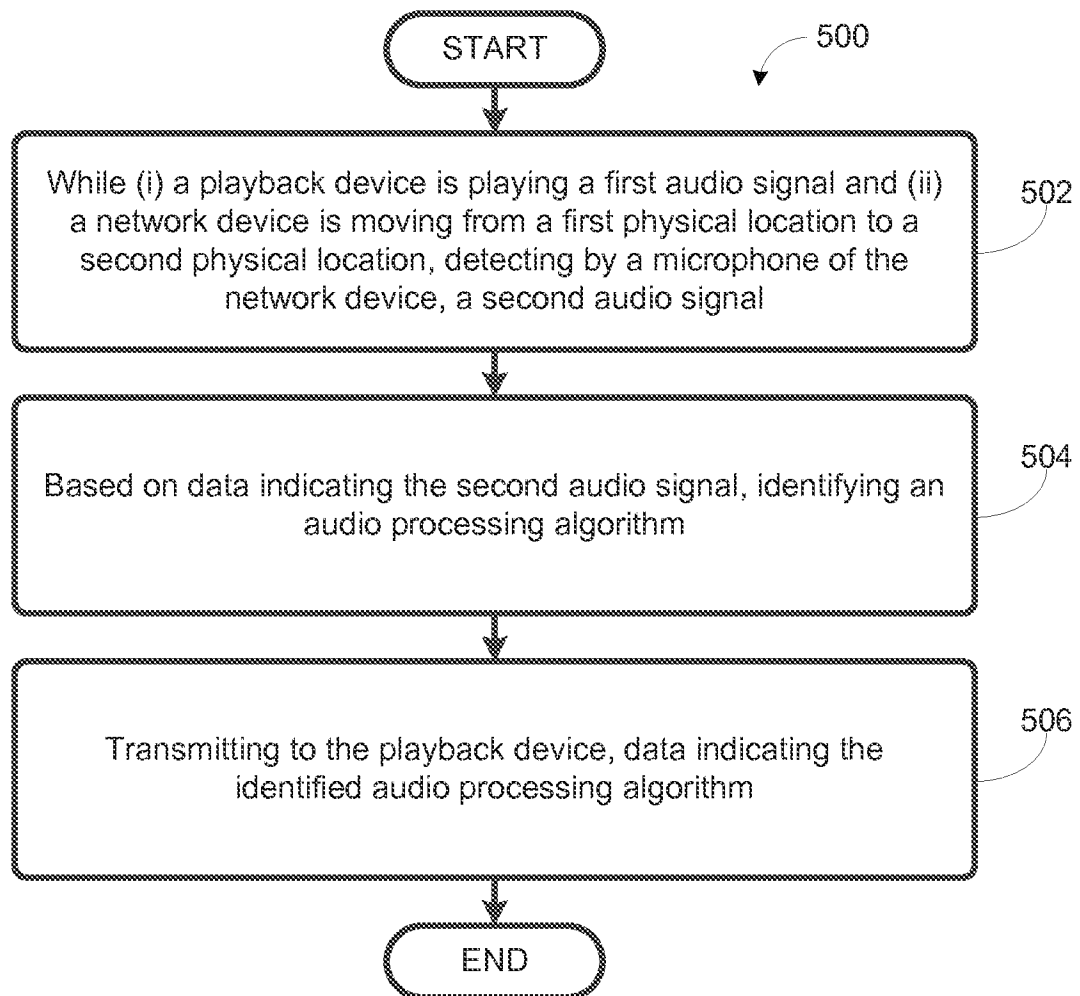 START
500
While (i) a playback device is playing a first audio signal and (ii)
a network device is moving from a first physical location to a
second physical location, detecting by a microphone of the
network device, a second audio signal
502
Based on data indicating the second audio signal, identifying an
audio processing algorithm
504
Transmitting to the playback device, data indicating the
identified audio processing algorithm
506
END